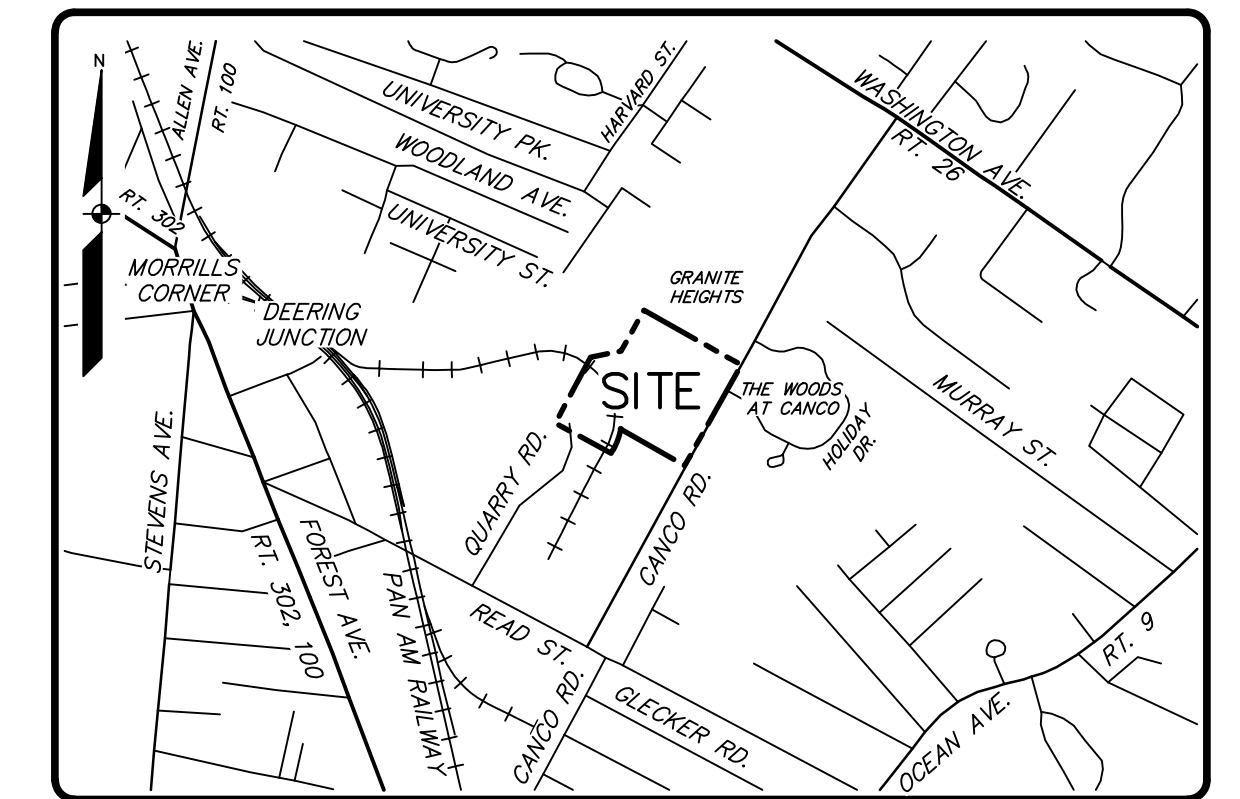 N
ALLEN AVE.
RT. 100
UNIVERSITY PK.
HARVARD ST.
WASHINGTON AVE.
RT. 26
WOODLAND AVE.
RT. 302
UNIVERSITY ST.
MORRILLS
CORNER
DEERING
JUNCTION
GRANITE
HEIGHTS
SITE
THE WOODS
AT CANCO
HOLIDAY
DR.
MURRAY ST.
STEVENS AVE.
QUARRY RD.
CANCO RD.
FOREST AVE.
RT. 302, 100
PAN AM RAILWAY
READ ST.
CANCO RD.
GLECKER RD.
OCEAN AVE.
RT. 9